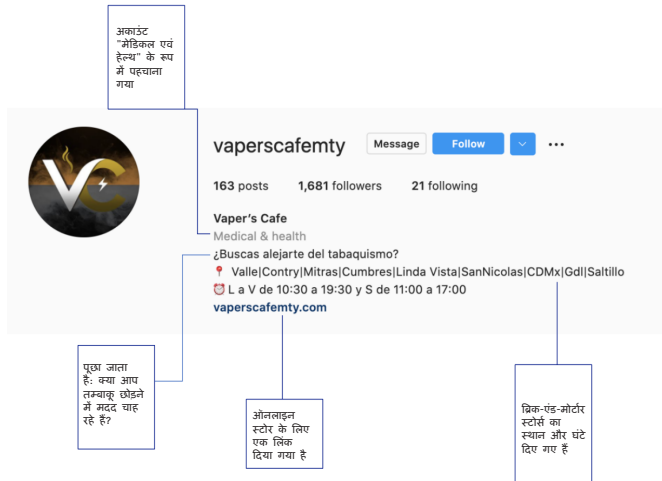 अकाउंट
"मेडिकल एवं
हेल्थ" के रूप
में पहचाना
गया
VC
vaperscafemty Message Follow
163 posts 1,681 followers 21 following
Vaper's Cafe
Medical & health
¿Buscas alejarte del tabaquismo?
📍 Valle|Contry|Mitras|Cumbres|Linda Vista|SanNicolas|CDMx|Gdl|Saltillo
⏰ L a V de 10:30 a 19:30 y S de 11:00 a 17:00
vaperscafemty.com
पूछा जाता
है: क्या आप
तम्बाकू छोड़ने
में मदद चाह
रहे हैं?
ऑनलाइन
स्टोर के लिए
एक लिंक
दिया गया है
ब्रिक-एंड-मोर्टार
स्टोर्स का
स्थान और घंटे
दिए गए हैं